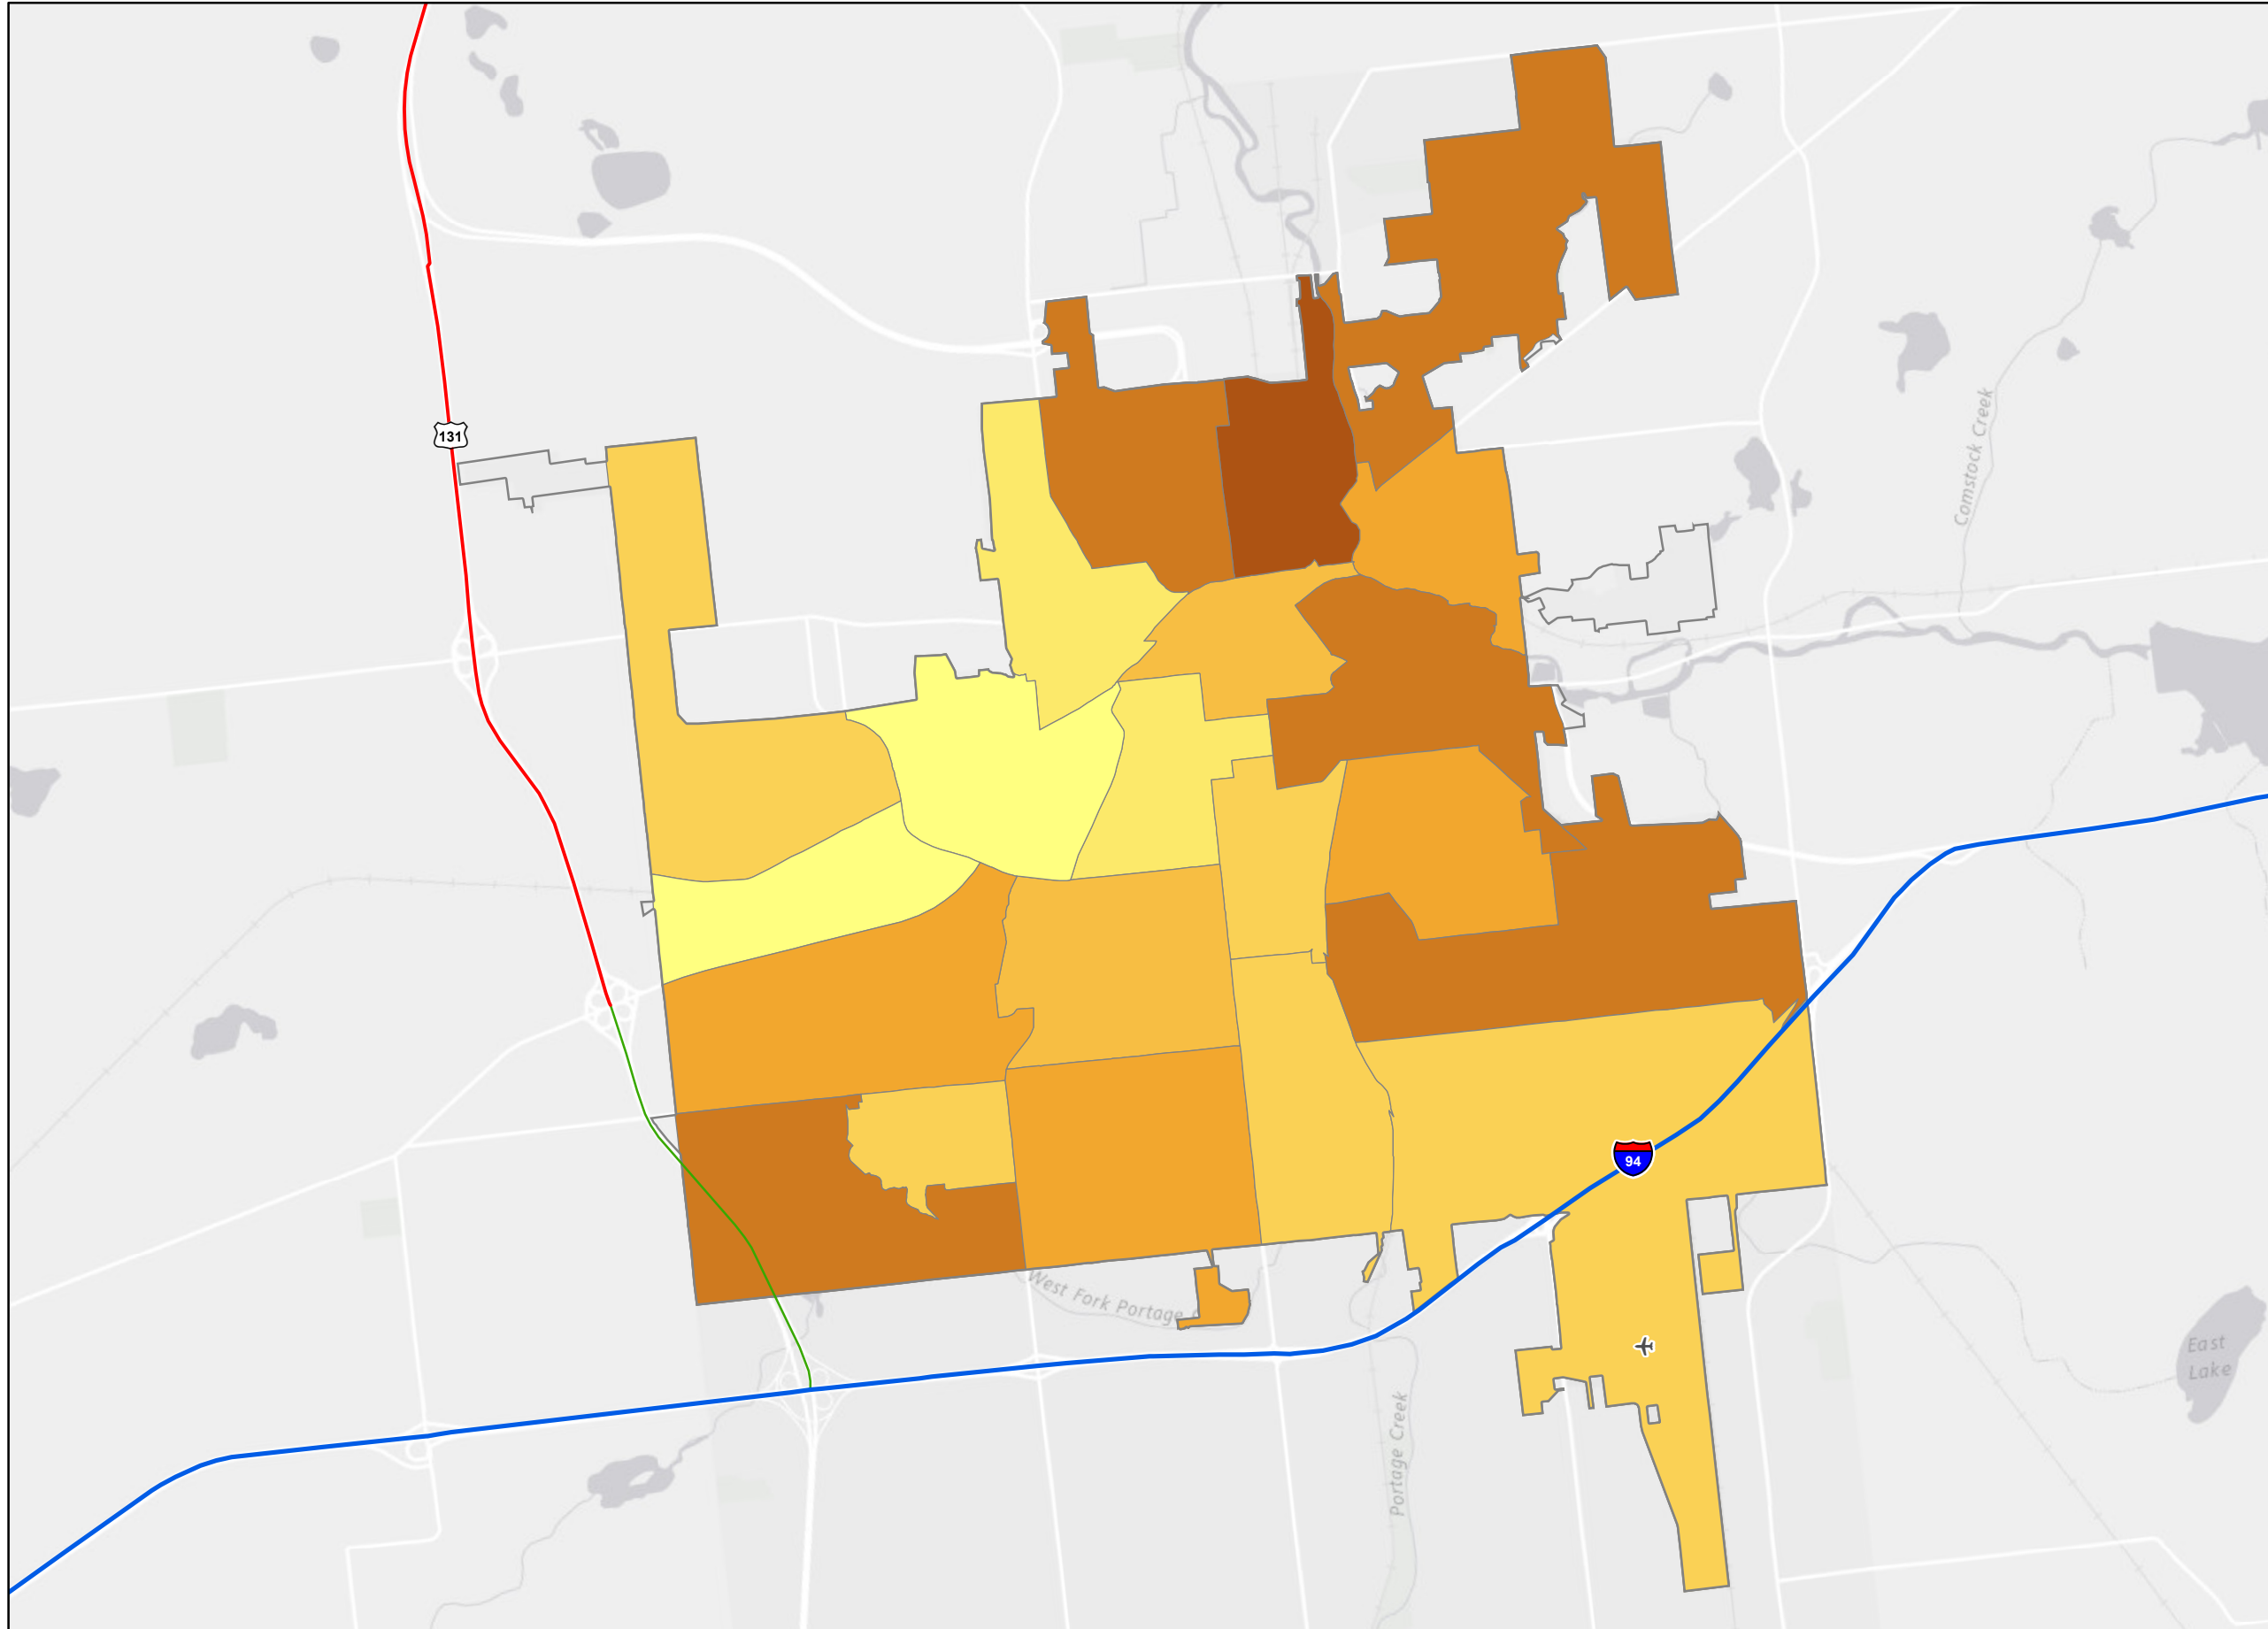 131
Comstock Creek
94
West Fork Portage
East
Lake
Portage Creek